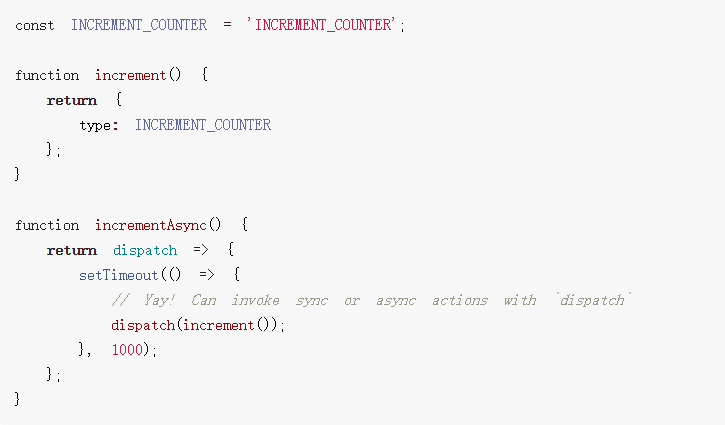 const INCREMENT_COUNTER = 'INCREMENT_COUNTER';
function increment() {
return {
type: INCREMENT_COUNTER
};
}
function incrementAsync() {
return dispatch => {
setTimeout(() => {
// Yay! Can invoke sync or async actions with `dispatch`
dispatch(increment());
}, 1000);
};
}